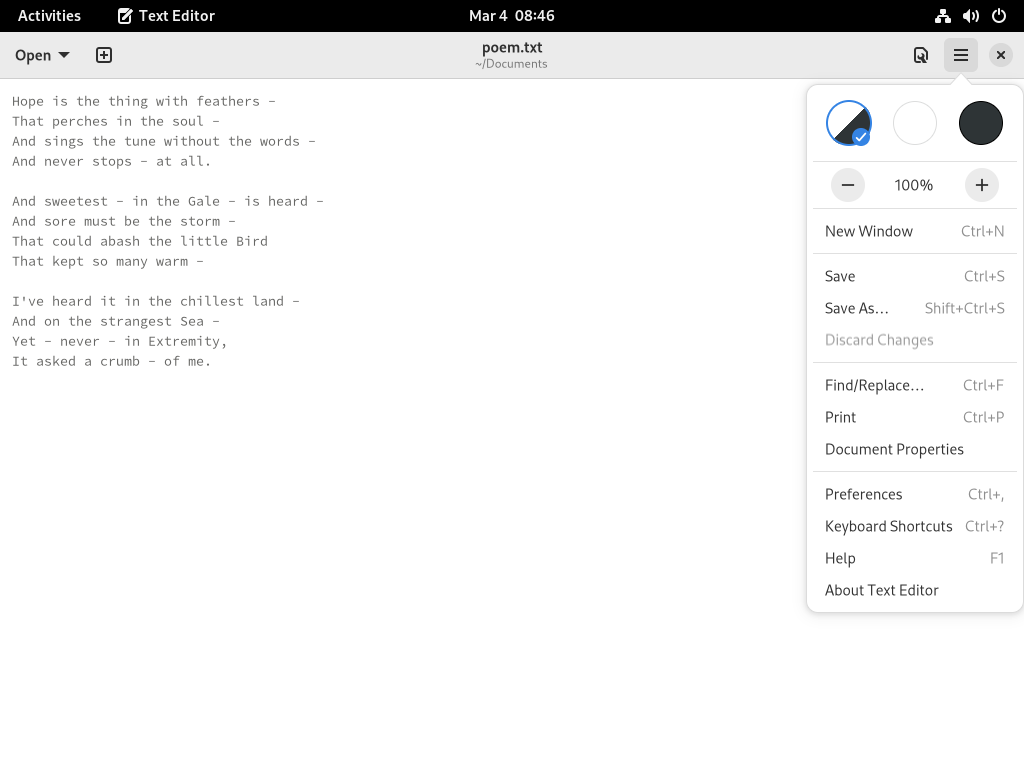 Activities
Text Editor
Mar 4  08:46
Open
poem.txt
~/Documents
Hope is the thing with feathers –
That perches in the soul –
And sings the tune without the words –
And never stops – at all.
And sweetest – in the Gale – is heard –
And sore must be the storm –
That could abash the little Bird
That kept so many warm –
I've heard it in the chillest land –
And on the strangest Sea –
Yet – never – in Extremity,
It asked a crumb – of me.
100%
New Window Ctrl+N
Save Ctrl+S
Save As… Shift+Ctrl+S
Discard Changes
Find/Replace… Ctrl+F
Print Ctrl+P
Document Properties
Preferences Ctrl+,
Keyboard Shortcuts Ctrl+?
Help F1
About Text Editor